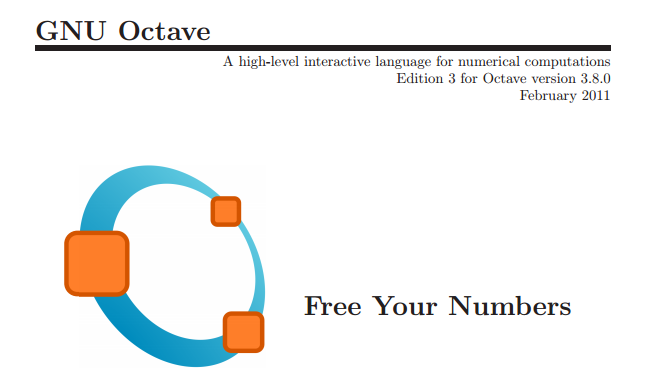 GNU Octave
A high-level interactive language for numerical computations
Edition 3 for Octave version 3.8.0
February 2011
Free Your Numbers